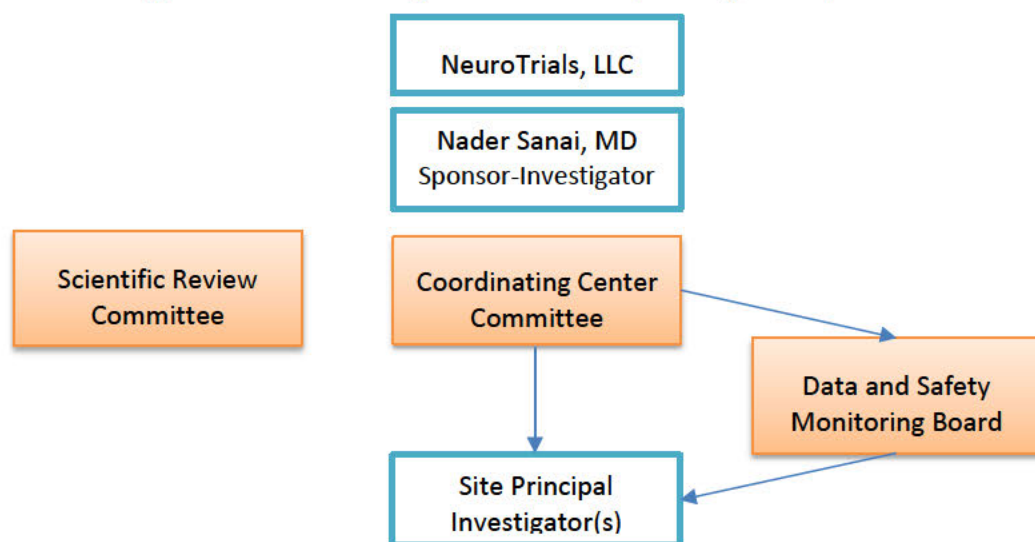 NeuroTrials, LLC
Nader Sanai, MD
Sponsor-Investigator
Scientific Review
Committee
Coordinating Center
Committee
Data and Safety
Monitoring Board
Site Principal
Investigator(s)